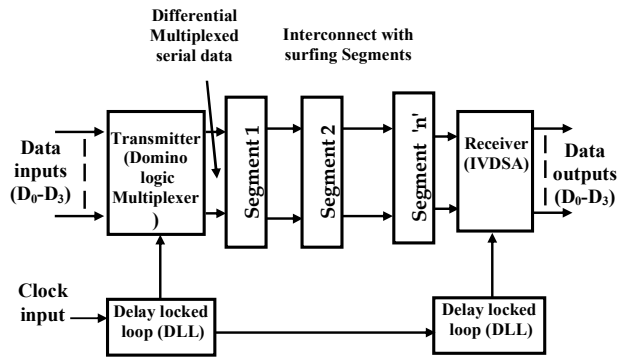 Differential
Multiplexed
serial data
Interconnect with
surfing Segments
Data
inputs
(D0-D3)
Transmitter
(Domino
logic
Multiplexer
)
Segment 1
Segment 2
Segment 'n'
Receiver
(IVDSA)
Data
outputs
(D0-D3)
Clock
input
Delay locked
loop (DLL)
Delay locked
loop (DLL)